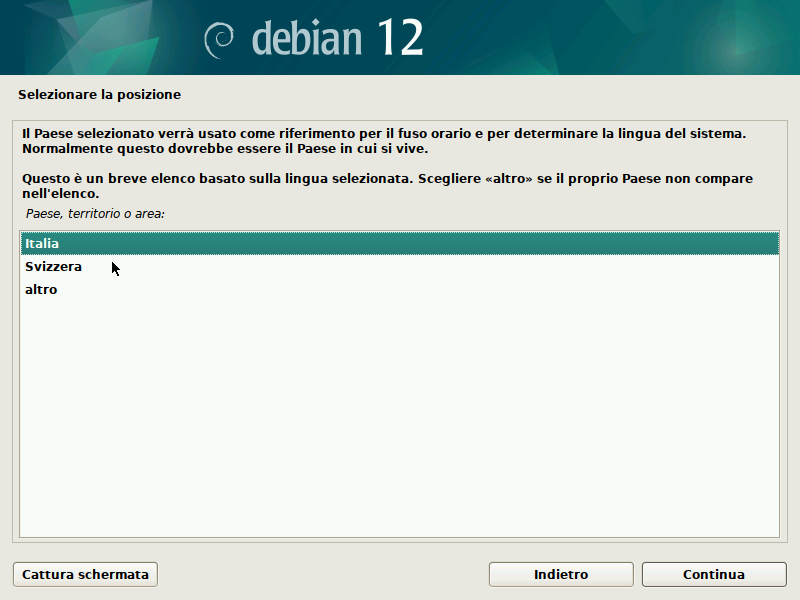 debian 12
Selezionare la posizione
Il Paese selezionato verrà usato come riferimento per il fuso orario e per determinare la lingua del sistema.
Normalmente questo dovrebbe essere il Paese in cui si vive.
Questo è un breve elenco basato sulla lingua selezionata. Scegliere «altro» se il proprio Paese non compare
nell'elenco.
Paese, territorio o area:
Italia
Svizzera
altro
Cattura schermata
Indietro
Continua